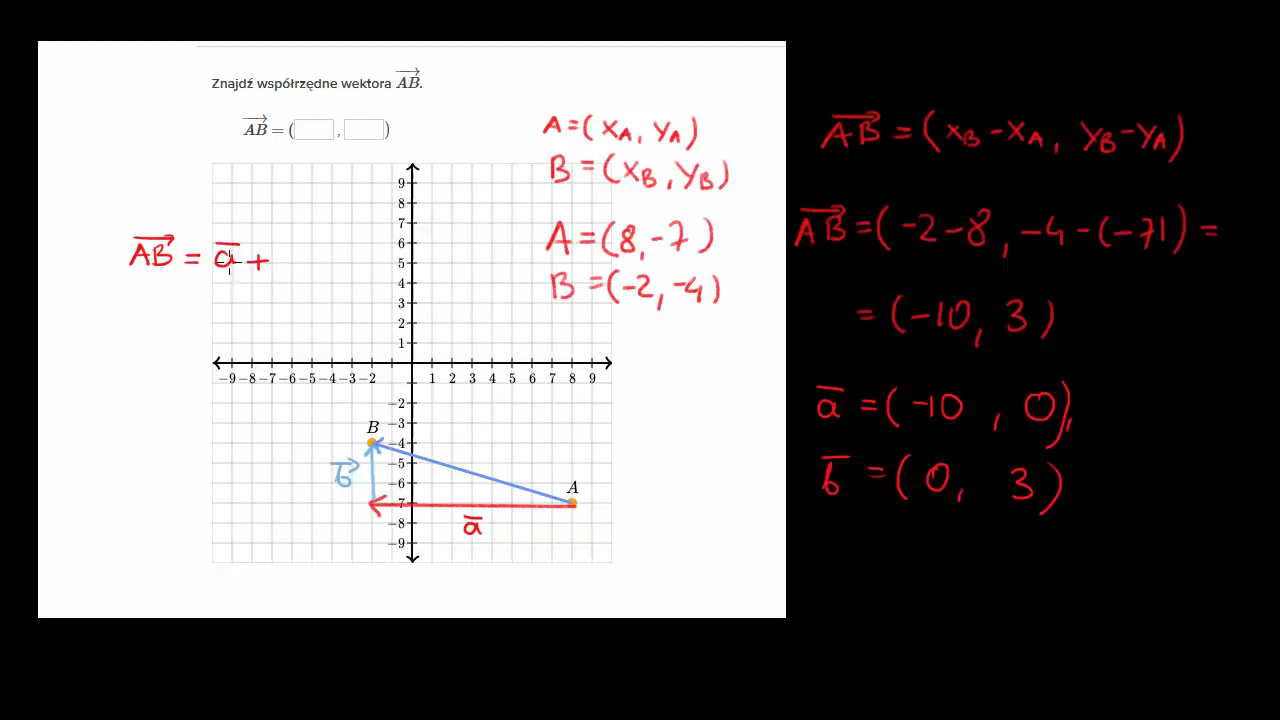 Znajdź współrzędne wektora AB.
AB = ( , )
A = (xA, yA)
B = (xB, yB)
A = (8, -7)
B = (-2, -4)
AB = a +
9
8
7
6
5
4
3
2
1
-9 -8 -7 -6 -5 -4 -3 -2 1 2 3 4 5 6 7 8 9
-2
-3
-4
-5
-6
-7
-8
-9
B
A
b
a
AB = (xB - xA, yB - yA)
AB = (-2 - 8, -4 - (-7)) =
= (-10, 3)
a = (-10, 0),
b = (0, 3)